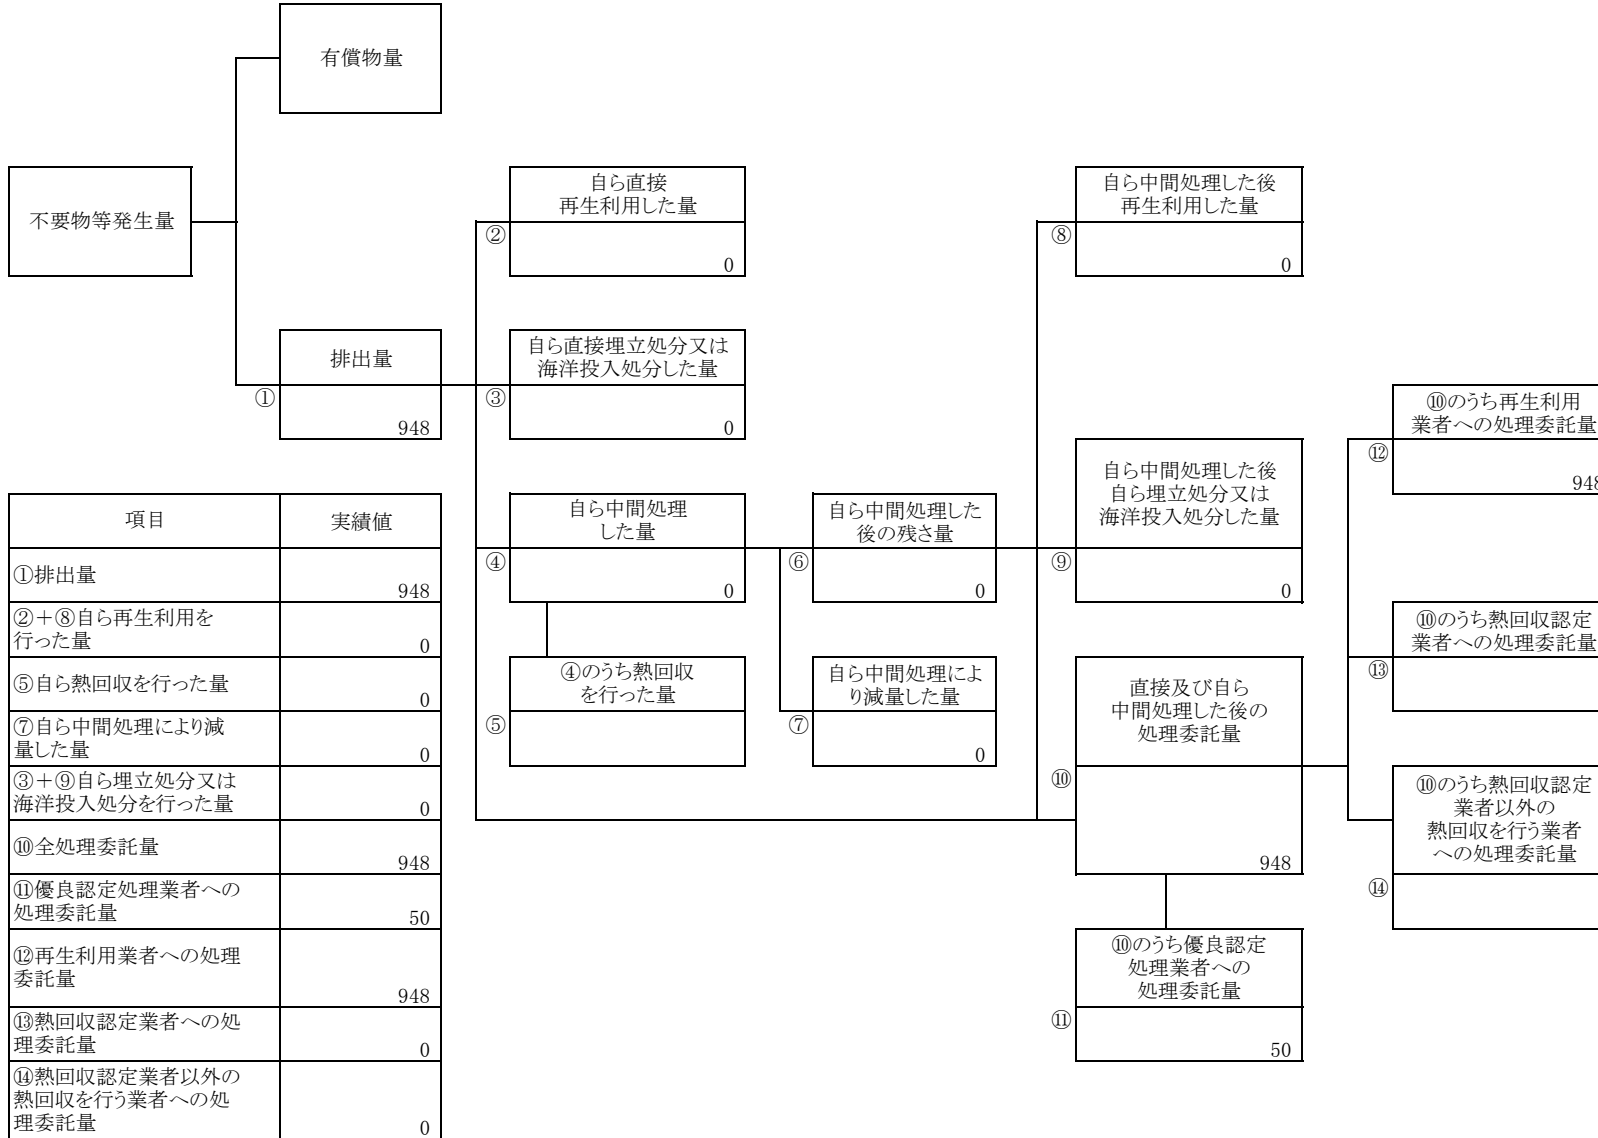 有償物量
不要物等発生量
自ら直接
再生利用した量
②
0
自ら中間処理した後
再生利用した量
⑧
0
排出量
①
948
自ら直接埋立処分又は
海洋投入処分した量
③
0
⑩のうち再生利用
業者への処理委託量
⑫
948
自ら中間処理した後
自ら埋立処分又は
海洋投入処分した量
⑨
0
自ら中間処理
した量
④
0
自ら中間処理した
後の残さ量
⑥
0
⑩のうち熱回収認定
業者への処理委託量
⑬
④のうち熱回収
を行った量
⑤
自ら中間処理によ
り減量した量
⑦
0
直接及び自ら
中間処理した後の
処理委託量
⑩
948
⑩のうち熱回収認定
業者以外の
熱回収を行う業者
への処理委託量
⑭
⑩のうち優良認定
処理業者への
処理委託量
⑪
50
項目 実績値
①排出量
948
②＋⑧自ら再生利用を
行った量
0
⑤自ら熱回収を行った量
0
⑦自ら中間処理により減
量した量
0
③＋⑨自ら埋立処分又は
海洋投入処分を行った量
0
⑩全処理委託量
948
⑪優良認定処理業者への
処理委託量
50
⑫再生利用業者への処理
委託量
948
⑬熱回収認定業者への処
理委託量
0
⑭熱回収認定業者以外の
熱回収を行う業者への処
理委託量
0